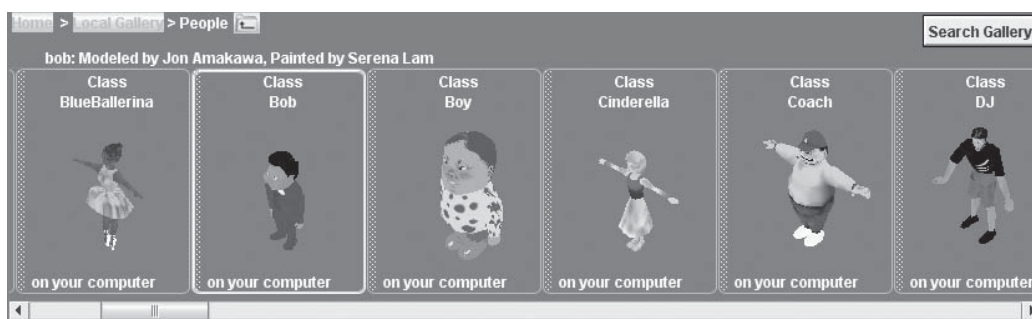 Home > Local Gallery > People
Search Gallery
bob: Modeled by Jon Amakawa, Painted by Serena Lam
Class
BlueBallerina
on your computer
Class
Bob
on your computer
Class
Boy
on your computer
Class
Cinderella
on your computer
Class
Coach
on your computer
Class
DJ
on your computer